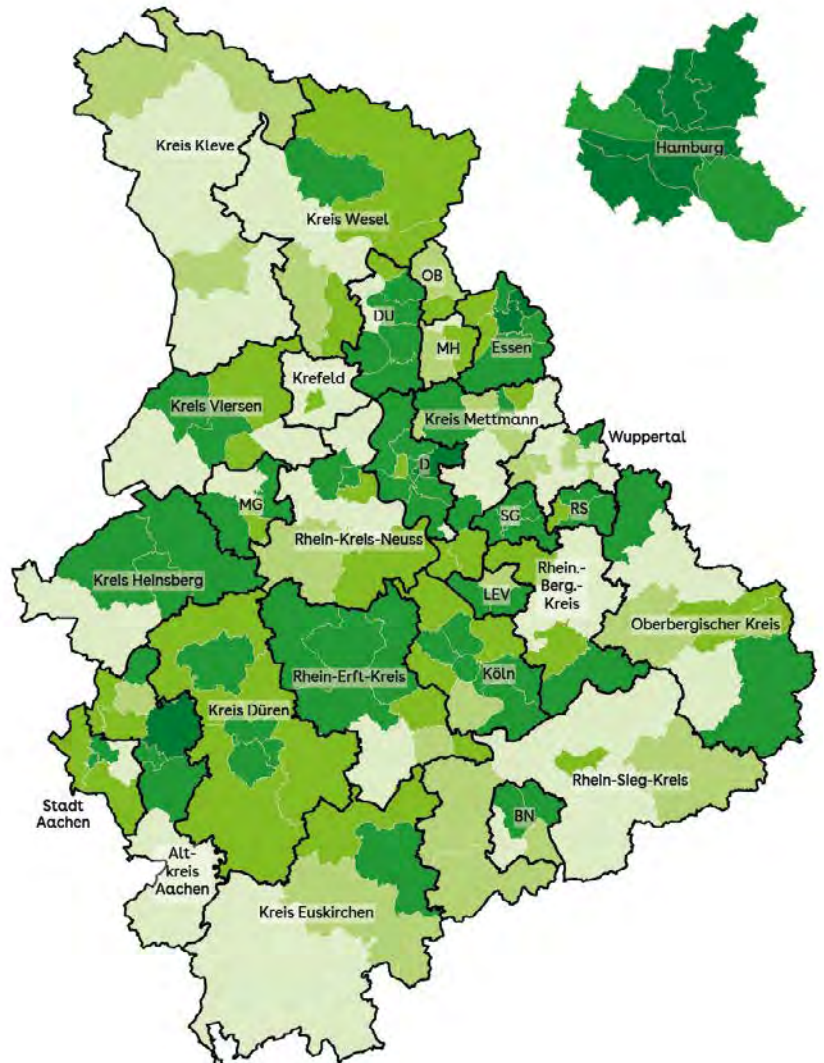 Kreis Kleve
Hamburg
Kreis Wesel
OB
DU
MH
Essen
Krefeld
Kreis Viersen
Kreis Mettmann
Wuppertal
D
MG
SG
RS
Rhein-Kreis-Neuss
Kreis Heinsberg
LEV
Rhein.-
Berg.-
Kreis
Oberbergischer Kreis
Rhein-Erft-Kreis
Köln
Kreis Düren
Rhein-Sieg-Kreis
Stadt
Aachen
BN
Alt-
kreis
Aachen
Kreis Euskirchen